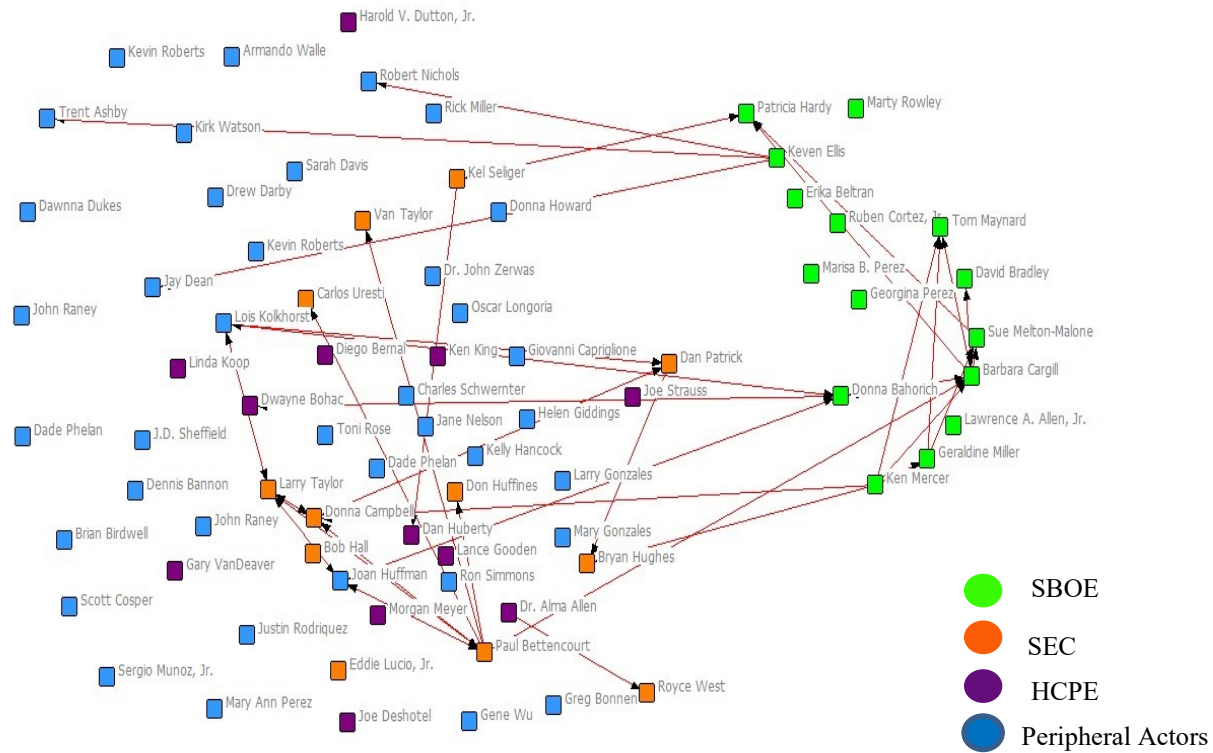 Harold V. Dutton, Jr.
Kevin Roberts
Armando Walle
Robert Nichols
Trent Ashby
Kirk Watson
Rick Miller
Patricia Hardy
Marty Rowley
Keven Ellis
Sarah Davis
Kel Seliger
Drew Darby
Erika Beltran
Dawnna Dukes
Van Taylor
Donna Howard
Ruben Cortez, Jr.
Tom Maynard
Kevin Roberts
Jay Dean
Dr. John Zerwas
Marisa B. Perez
David Bradley
Carlos Uresti
Georgina Perez
John Raney
Oscar Longoria
Lois Kolkhorst
Sue Melton-Malone
Linda Koop
Diego Bernal
Ken King
Giovanni Capriglione
Dan Patrick
Barbara Cargill
Dwayne Bohac
Charles Schwernter
Joe Strauss
Donna Bahorich
Helen Giddings
Jane Nelson
Lawrence A. Allen, Jr.
Dade Phelan
J.D. Sheffield
Toni Rose
Kelly Hancock
Geraldine Miller
Dade Phelan
Larry Gonzales
Ken Mercer
Dennis Bannon
Larry Taylor
Don Huffines
Donna Campbell
Brian Birdwell
John Raney
Dan Huberty
Mary Gonzales
Bob Hall
Lance Gooden
Bryan Hughes
Gary VanDeaver
Joan Huffman
Ron Simmons
SBOE
Scott Cosper
Morgan Meyer
Dr. Alma Allen
Justin Rodriquez
Paul Bettencourt
SEC
Sergio Munoz, Jr.
Eddie Lucio, Jr.
Royce West
HCPE
Mary Ann Perez
Greg Bonnen
Joe Deshotel
Gene Wu
Peripheral Actors